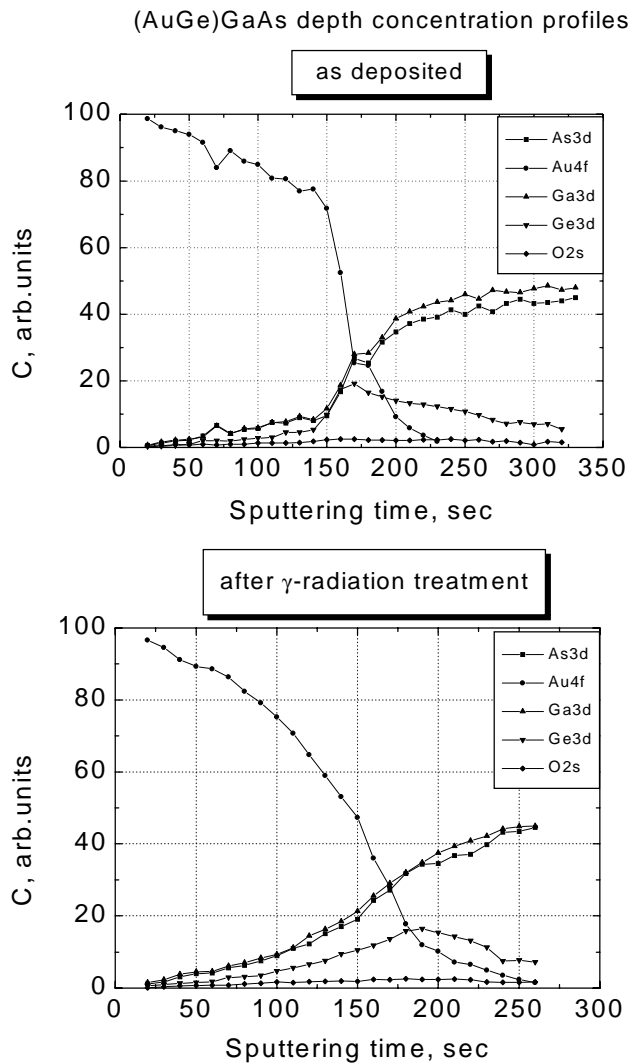 (AuGe)GaAs depth concentration profiles
as deposited
100
80
60
40
20
0
C, arb.units
As3d
Au4f
Ga3d
Ge3d
O2s
0 50 100 150 200 250 300 350
Sputtering time, sec
after γ-radiation treatment
100
80
60
40
20
0
C, arb.units
As3d
Au4f
Ga3d
Ge3d
O2s
0 50 100 150 200 250 300
Sputtering time, sec